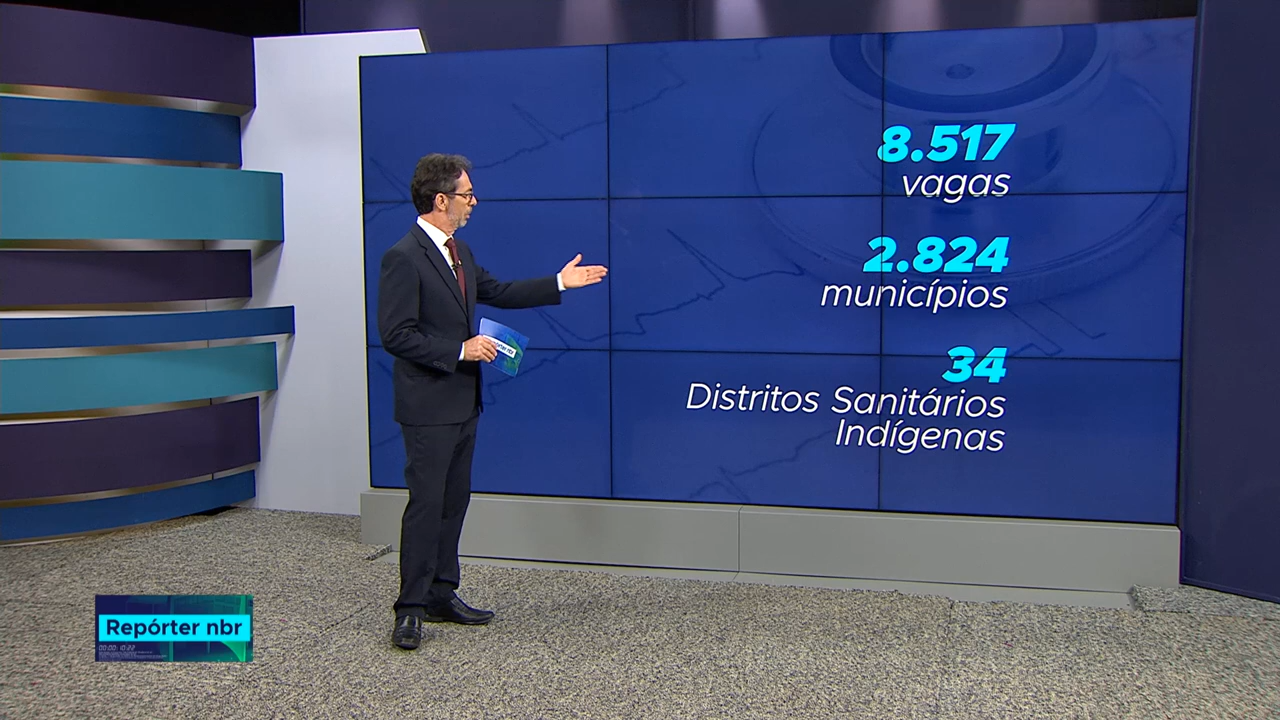 8.517
vagas
2.824
municípios
34
Distritos Sanitários
Indígenas
Repórter nbr